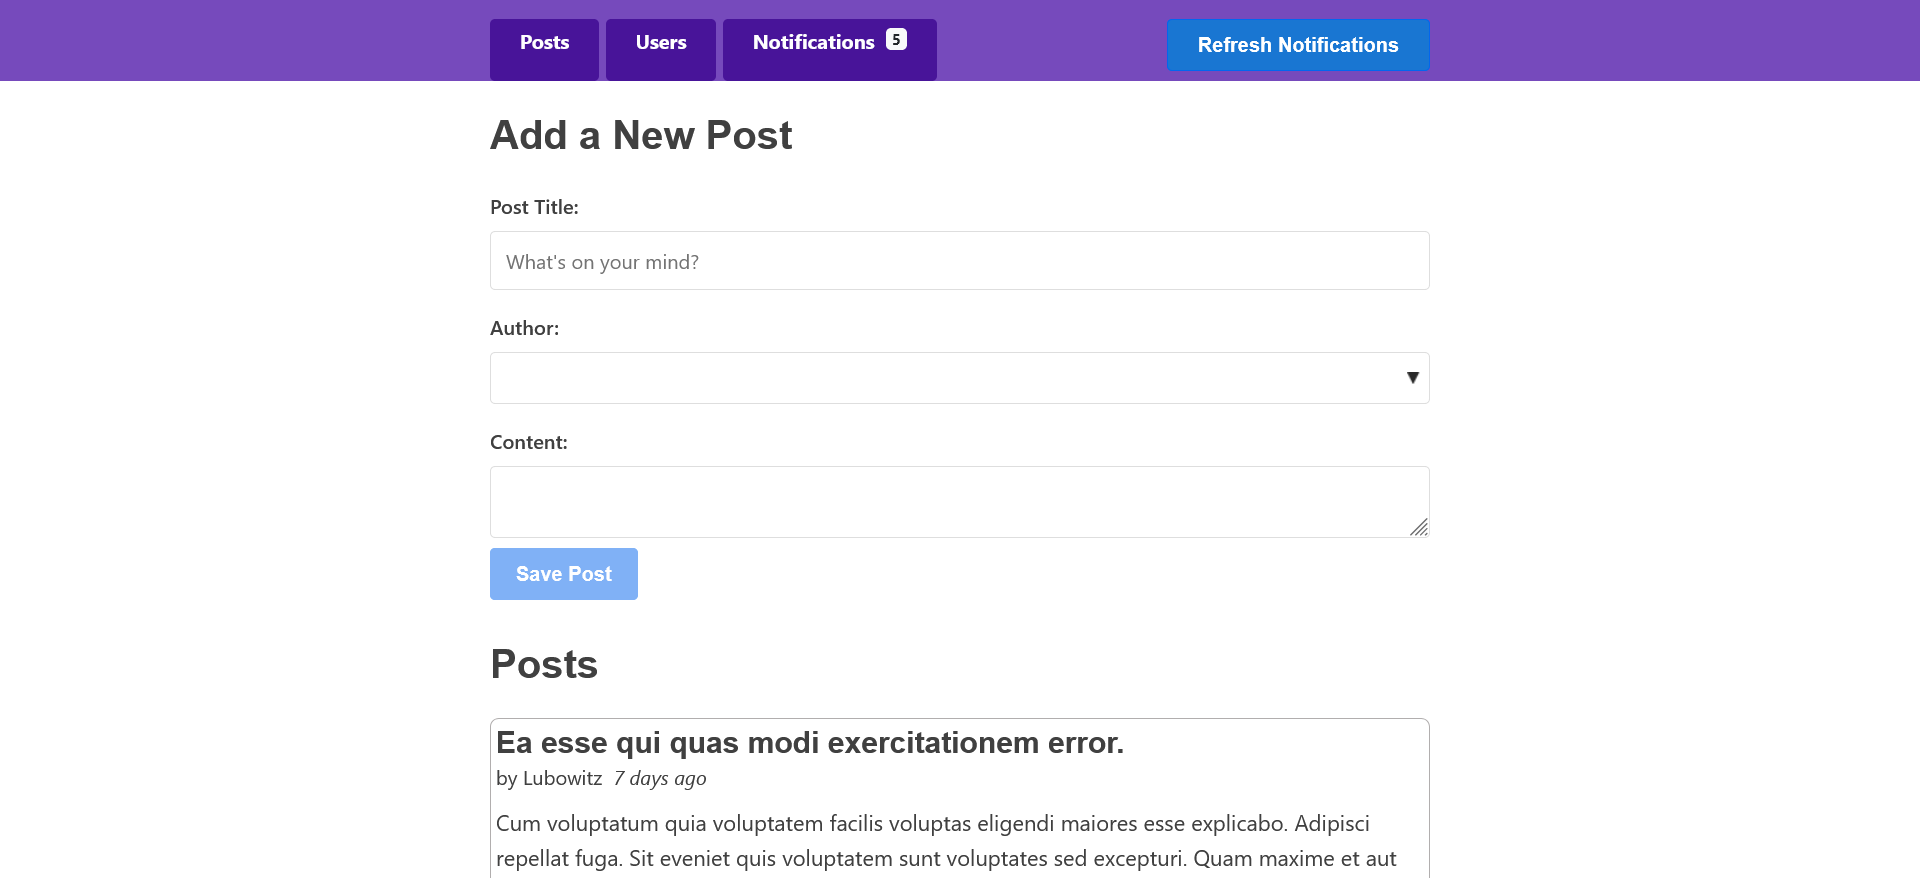 Posts Users Notifications 5 Refresh Notifications
Add a New Post
Post Title:
What's on your mind?
Author:
Content:
Save Post
Posts
Ea esse qui quas modi exercitationem error.
by Lubowitz 7 days ago
Cum voluptatum quia voluptatem facilis voluptas eligendi maiores esse explicabo. Adipisci
repellat fuga. Sit eveniet quis voluptatem sunt voluptates sed excepturi. Quam maxime et aut